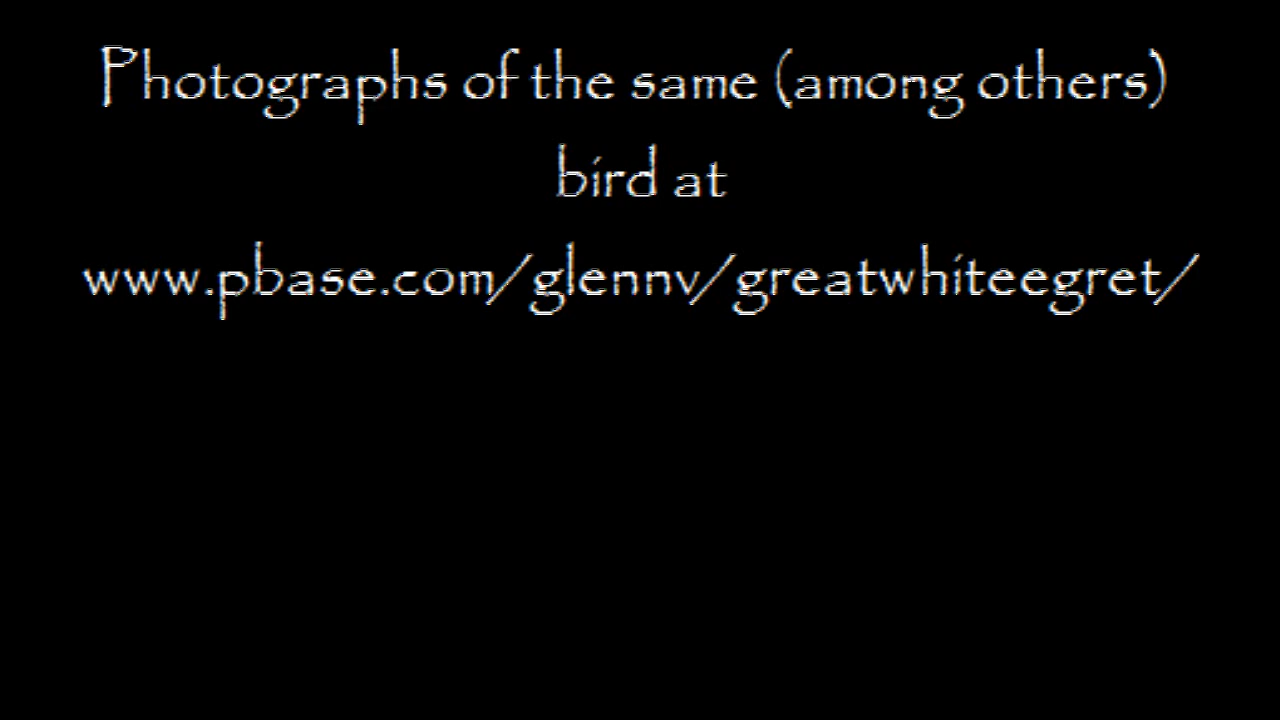 Photographs of the same (among others)
bird at
www.pbase.com/glennv/greatwhiteegret/